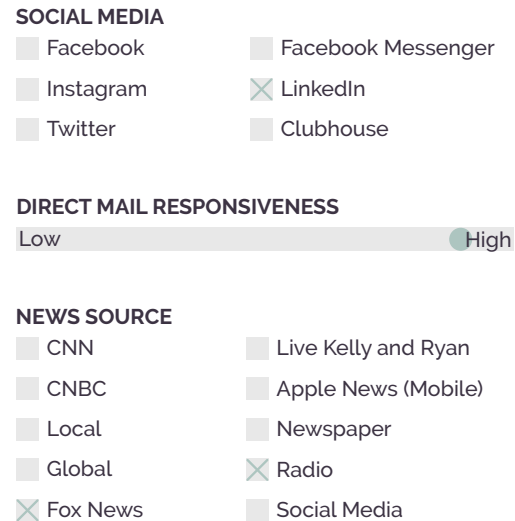 SOCIAL MEDIA
Facebook Facebook Messenger
Instagram LinkedIn
Twitter Clubhouse
DIRECT MAIL RESPONSIVENESS
Low High
NEWS SOURCE
CNN Live Kelly and Ryan
CNBC Apple News (Mobile)
Local Newspaper
Global Radio
Fox News Social Media